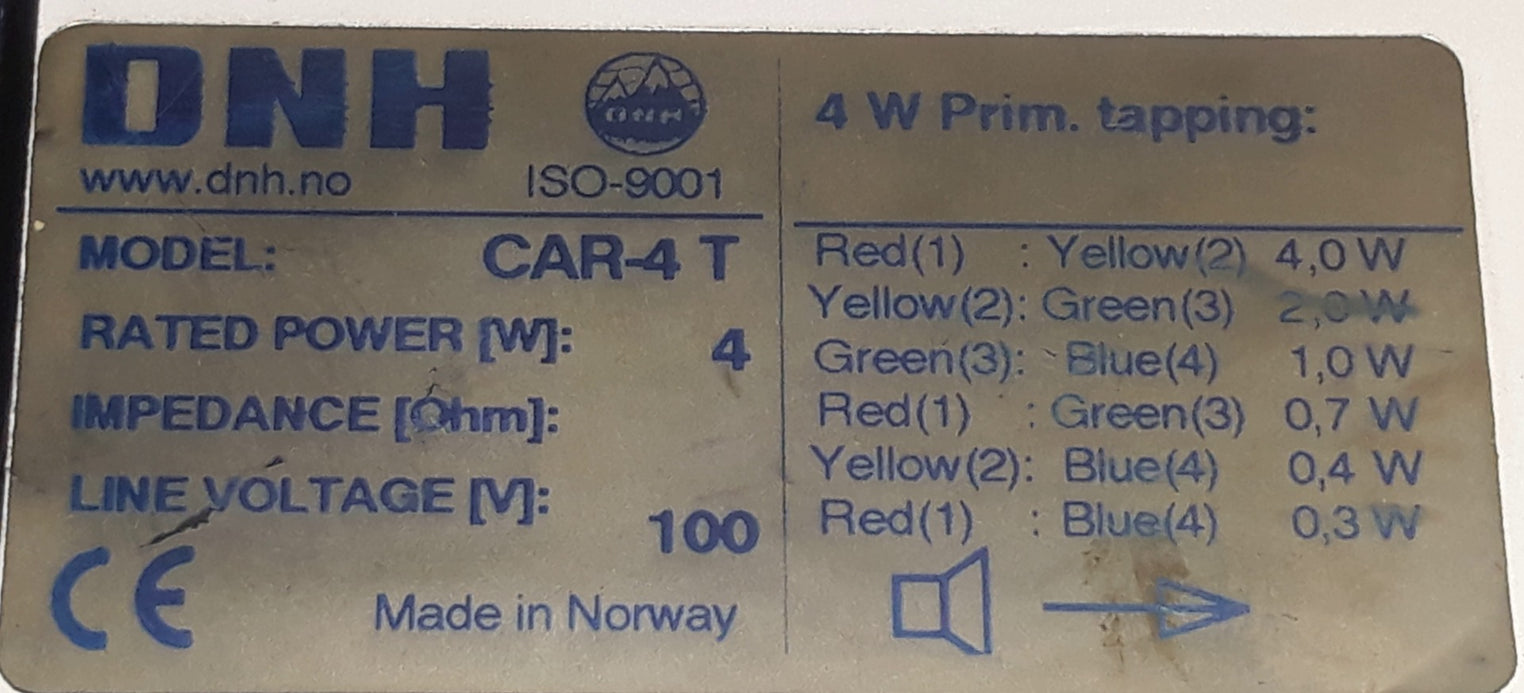 DNH
DNH
www.dnh.no ISO-9001
MODEL: CAR-4 T
RATED POWER [W]: 4
IMPEDANCE [Ohm]:
LINE VOLTAGE [V]: 100
CE
Made in Norway
4 W Prim. tapping:
Red(1) : Yellow(2) 4,0 W
Yellow(2): Green(3) 2,0 W
Green(3): Blue(4) 1,0 W
Red(1) : Green(3) 0,7 W
Yellow(2): Blue(4) 0,4 W
Red(1) : Blue(4) 0,3 W